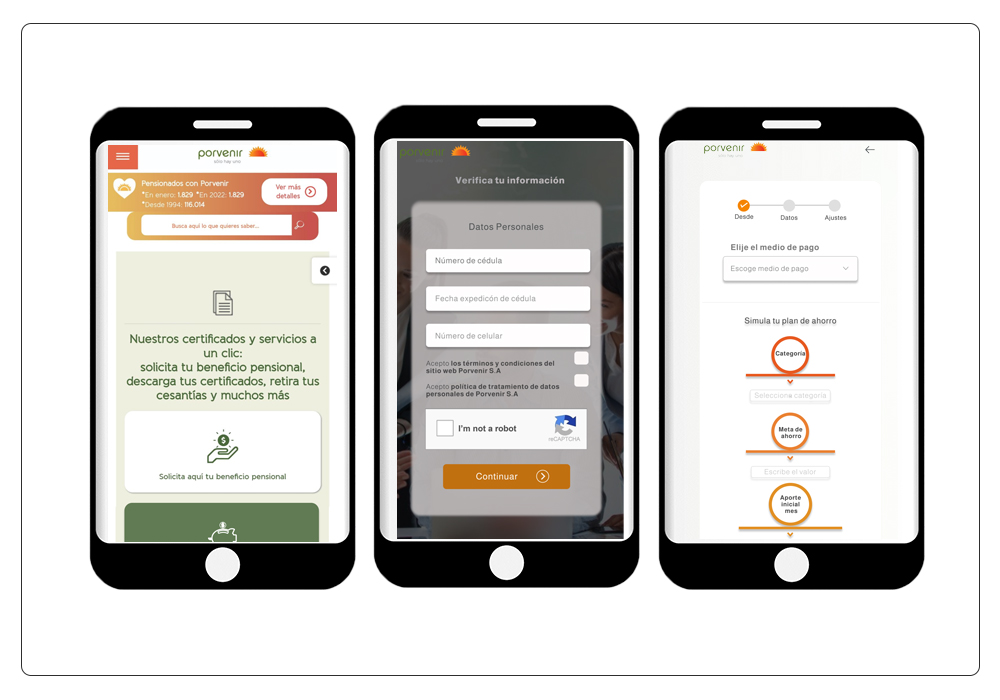 porvenir
sólo hay uno
Pensionados con Porvenir
*En enero: 1.829 *En 2022: 1.829
*Desde 1994: 116.014
Ver más
detalles
Busca aquí lo que quieres saber...
Nuestros certificados y servicios a
un clic:
solicita tu beneficio pensional,
descarga tus certificados, retira tus
cesantías y muchos más
Solicita aquí tu beneficio pensional
porvenir
Verifica tu información
Datos Personales
Número de cédula
Fecha expedicón de cédula
Número de celular
Acepto los términos y condiciones del
sitio web Porvenir S.A
Acepto política de tratamiento de datos
personales de Porvenir S.A
I'm not a robot
reCAPTCHA
Continuar
porvenir
sólo hay uno
Desde
Datos
Ajustes
Elije el medio de pago
Escoge medio de pago
Simula tu plan de ahorro
Categoría
Selecciona categoría
Meta de
ahorro
Escribe el valor
Aporte
inicial
mes